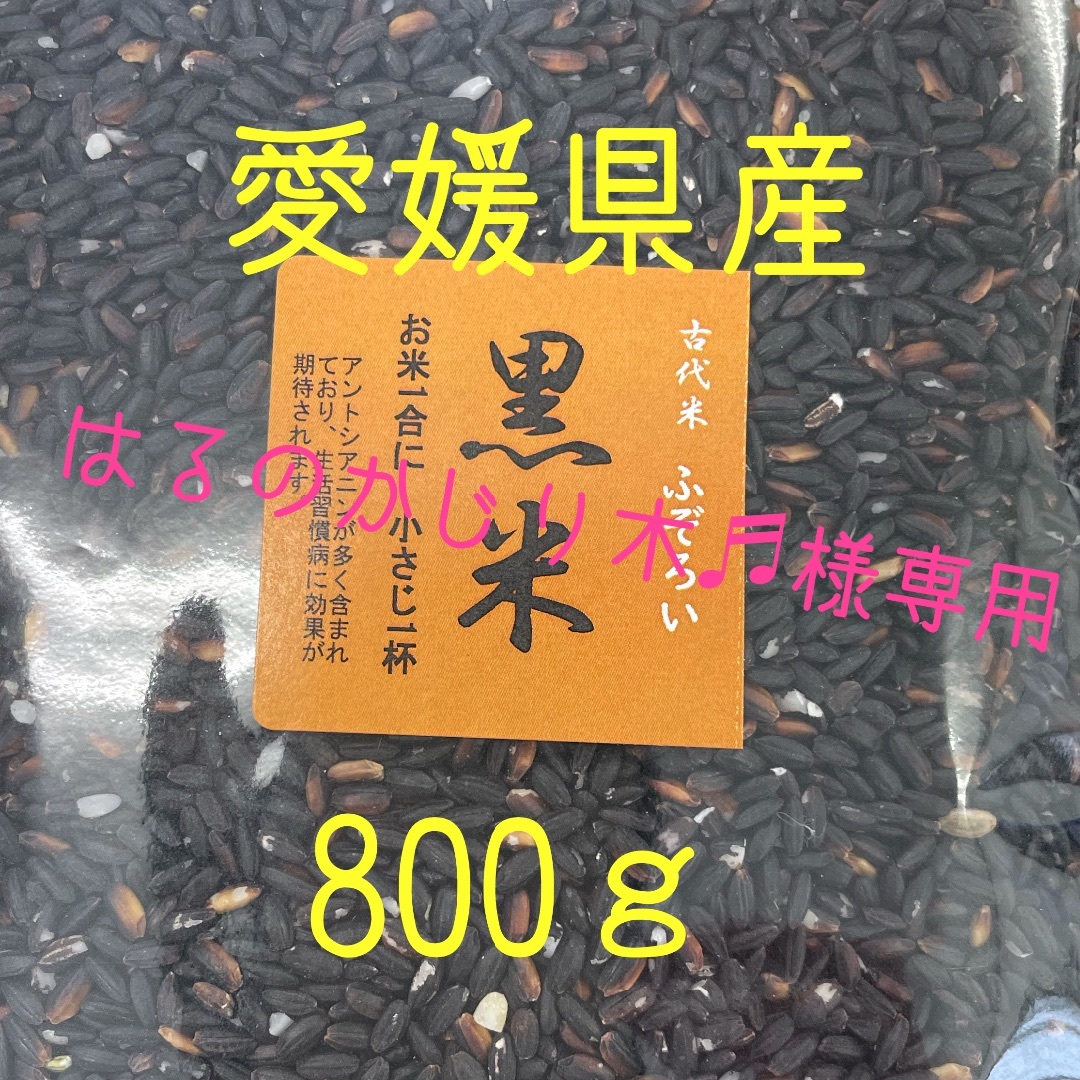 愛媛県産
古代米 ふぞろい
黒米
お米一合に 小さじ一杯
アントシアニンが多く含まれ
ており、生活習慣病に効果が
期待されます
はるのかじり木♬様専用
800g